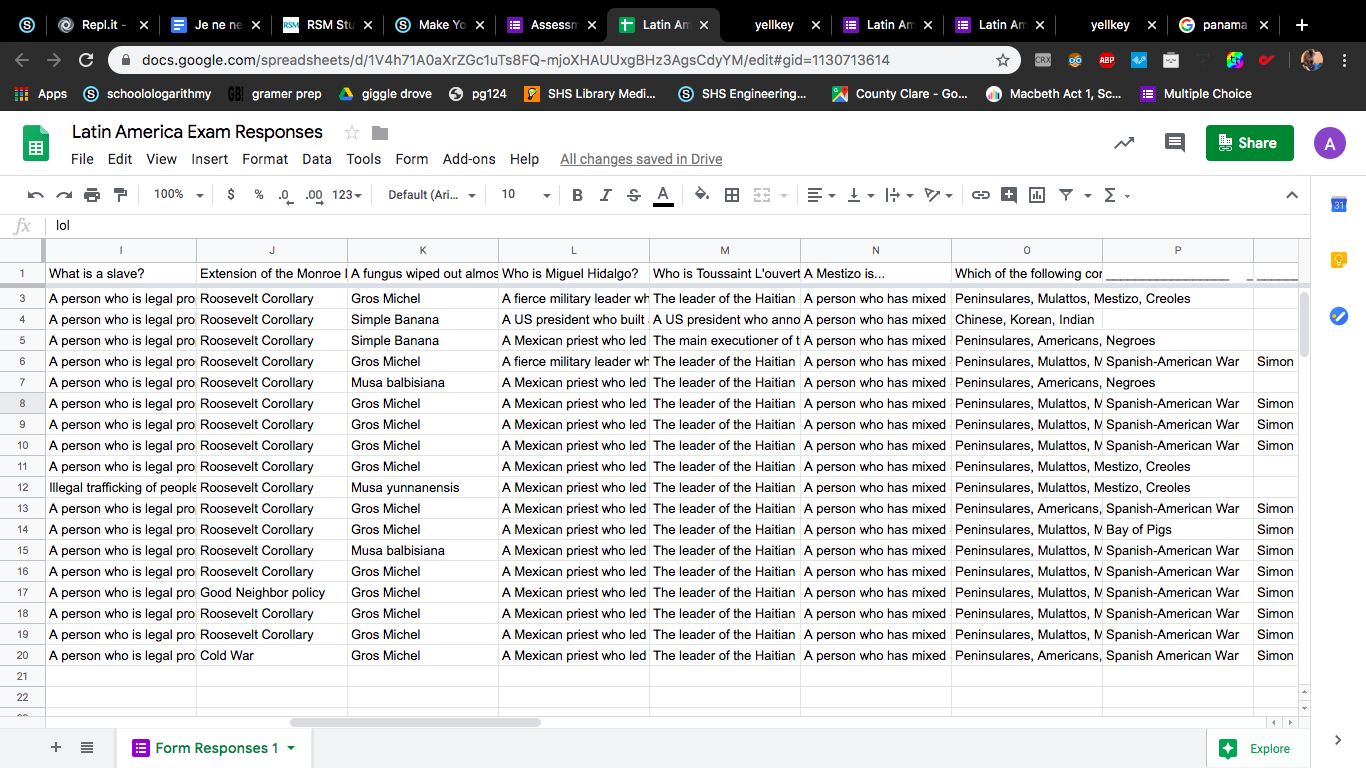 Repl.it - Je ne ne RSM Stu Make Yo Assessm Latin Am yellkey Latin Am Latin Am yellkey panama
docs.google.com/spreadsheets/d/1V4h71A0aXrZGc1uTs8FQ-mjoXHAUUxgBHz3AgsCdyYM/edit#gid=1130713614
Apps schoolologarithmy gramer prep giggle drove pg124 SHS Library Medi... SHS Engineering... County Clare - Go... Macbeth Act 1, Sc... Multiple Choice
Latin America Exam Responses
Share
A
File Edit View Insert Format Data Tools Form Add-ons Help All changes saved in Drive
100% $ % .0 .00 123 Default (Ari... 10 B I S A
fx lol
I J K L M N O P
1 What is a slave? Extension of the Monroe A fungus wiped out almos Who is Miguel Hidalgo? Who is Toussaint L'ouvert A Mestizo is... Which of the following cor
3 A person who is legal pro Roosevelt Corollary Gros Michel A fierce military leader wh The leader of the Haitian A person who has mixed Peninsulares, Mulattos, Mestizo, Creoles
4 A person who is legal pro Roosevelt Corollary Simple Banana A US president who built A US president who anno A person who has mixed Chinese, Korean, Indian
5 A person who is legal pro Roosevelt Corollary Simple Banana A Mexican priest who led The main executioner of t A person who has mixed Peninsulares, Americans, Negroes
6 A person who is legal pro Roosevelt Corollary Gros Michel A fierce military leader wh The leader of the Haitian A person who has mixed Peninsulares, Mulattos, M Spanish-American War Simon
7 A person who is legal pro Roosevelt Corollary Musa balbisiana A Mexican priest who led The leader of the Haitian A person who has mixed Peninsulares, Americans, Negroes
8 A person who is legal pro Roosevelt Corollary Gros Michel A Mexican priest who led The leader of the Haitian A person who has mixed Peninsulares, Mulattos, M Spanish-American War Simon
9 A person who is legal pro Roosevelt Corollary Gros Michel A Mexican priest who led The leader of the Haitian A person who has mixed Peninsulares, Mulattos, M Spanish-American War Simon
10 A person who is legal pro Roosevelt Corollary Gros Michel A Mexican priest who led The leader of the Haitian A person who has mixed Peninsulares, Mulattos, M Spanish-American War Simon
11 A person who is legal pro Roosevelt Corollary Gros Michel A Mexican priest who led The leader of the Haitian A person who has mixed Peninsulares, Mulattos, Mestizo, Creoles
12 Illegal trafficking of people Roosevelt Corollary Musa yunnanensis A Mexican priest who led The leader of the Haitian A person who has mixed Peninsulares, Mulattos, Mestizo, Creoles
13 A person who is legal pro Roosevelt Corollary Gros Michel A Mexican priest who led The leader of the Haitian A person who has mixed Peninsulares, Americans, Spanish-American War Simon
14 A person who is legal pro Roosevelt Corollary Gros Michel A Mexican priest who led The leader of the Haitian A person who has mixed Peninsulares, Mulattos, M Bay of Pigs Simon
15 A person who is legal pro Roosevelt Corollary Musa balbisiana A Mexican priest who led The leader of the Haitian A person who has mixed Peninsulares, Mulattos, M Spanish-American War Simon
16 A person who is legal pro Roosevelt Corollary Gros Michel A Mexican priest who led The leader of the Haitian A person who has mixed Peninsulares, Mulattos, M Spanish-American War Simon
17 A person who is legal pro Good Neighbor policy Gros Michel A Mexican priest who led The leader of the Haitian A person who has mixed Peninsulares, Mulattos, M Spanish-American War Simon
18 A person who is legal pro Roosevelt Corollary Gros Michel A Mexican priest who led The leader of the Haitian A person who has mixed Peninsulares, Mulattos, M Spanish-American War Simon
19 A person who is legal pro Roosevelt Corollary Gros Michel A Mexican priest who led The leader of the Haitian A person who has mixed Peninsulares, Mulattos, M Spanish-American War Simon
20 A person who is legal pro Cold War Gros Michel A Mexican priest who led The leader of the Haitian A person who has mixed Peninsulares, Americans, Spanish American War Simon
21
22
Form Responses 1
Explore